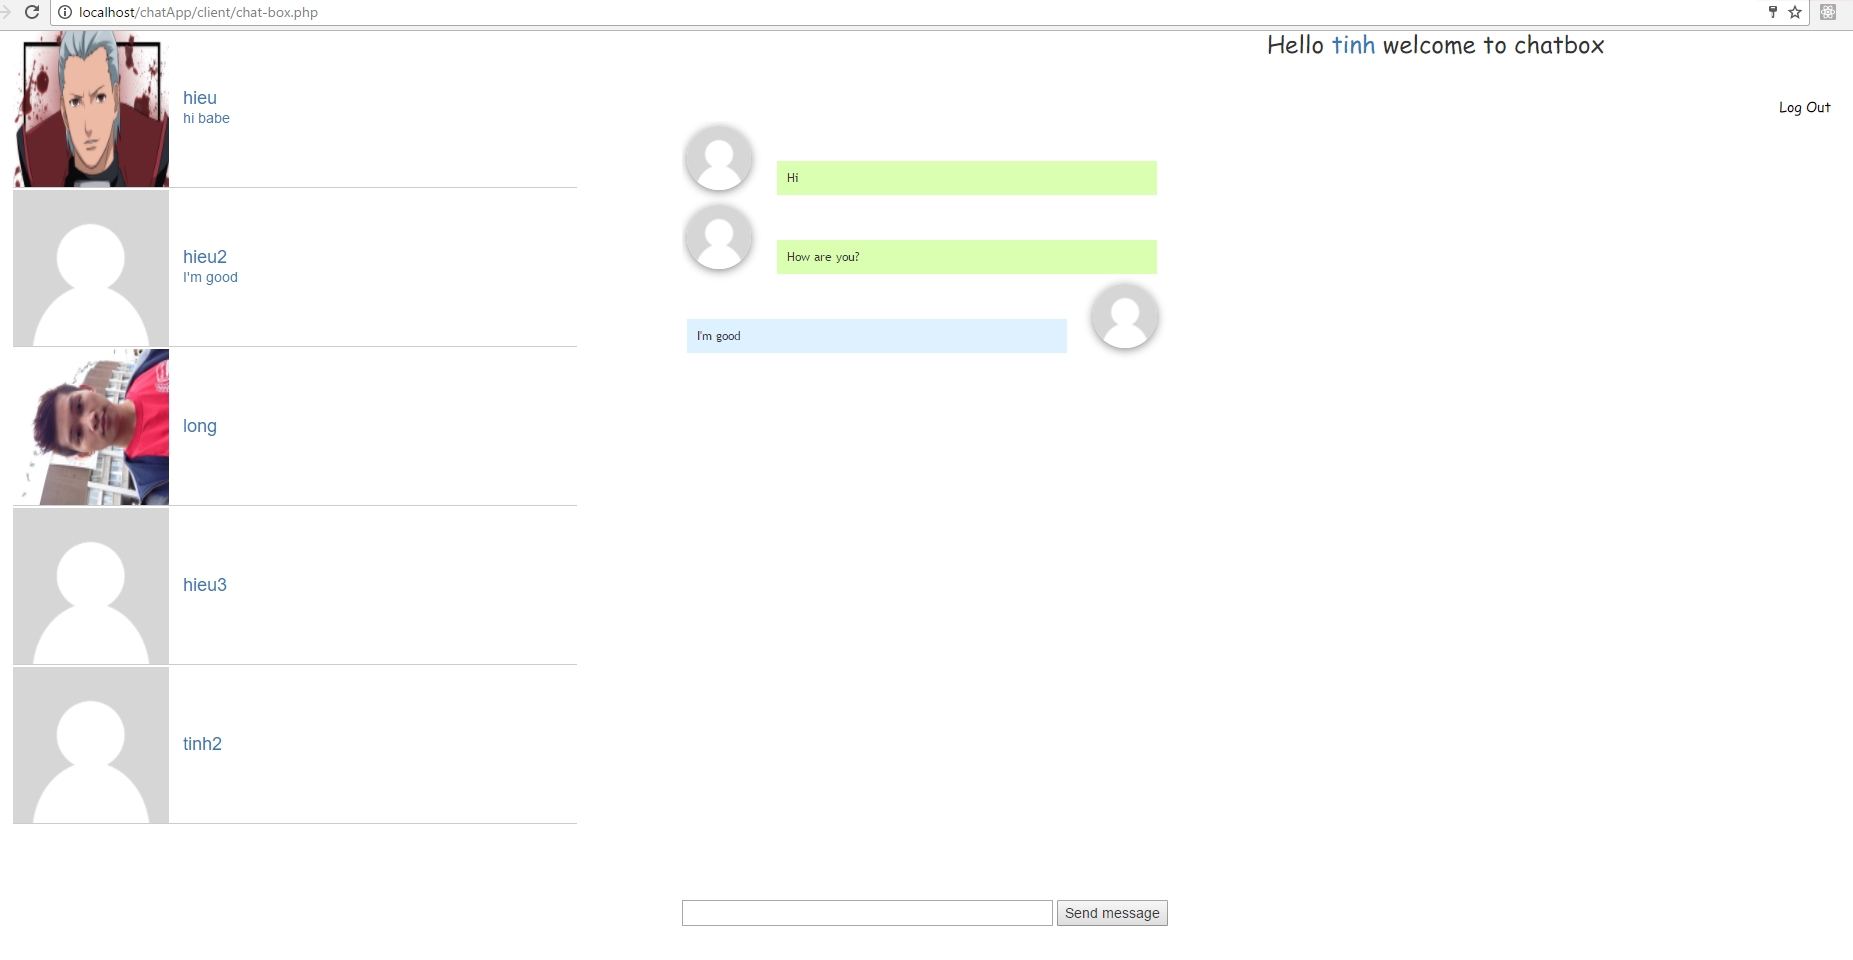 localhost/chatApp/client/chat-box.php
Hello tinh welcome to chatbox
Log Out
hieu
hi babe
hieu2
I'm good
long
hieu3
tinh2
Hi
How are you?
I'm good
Send message